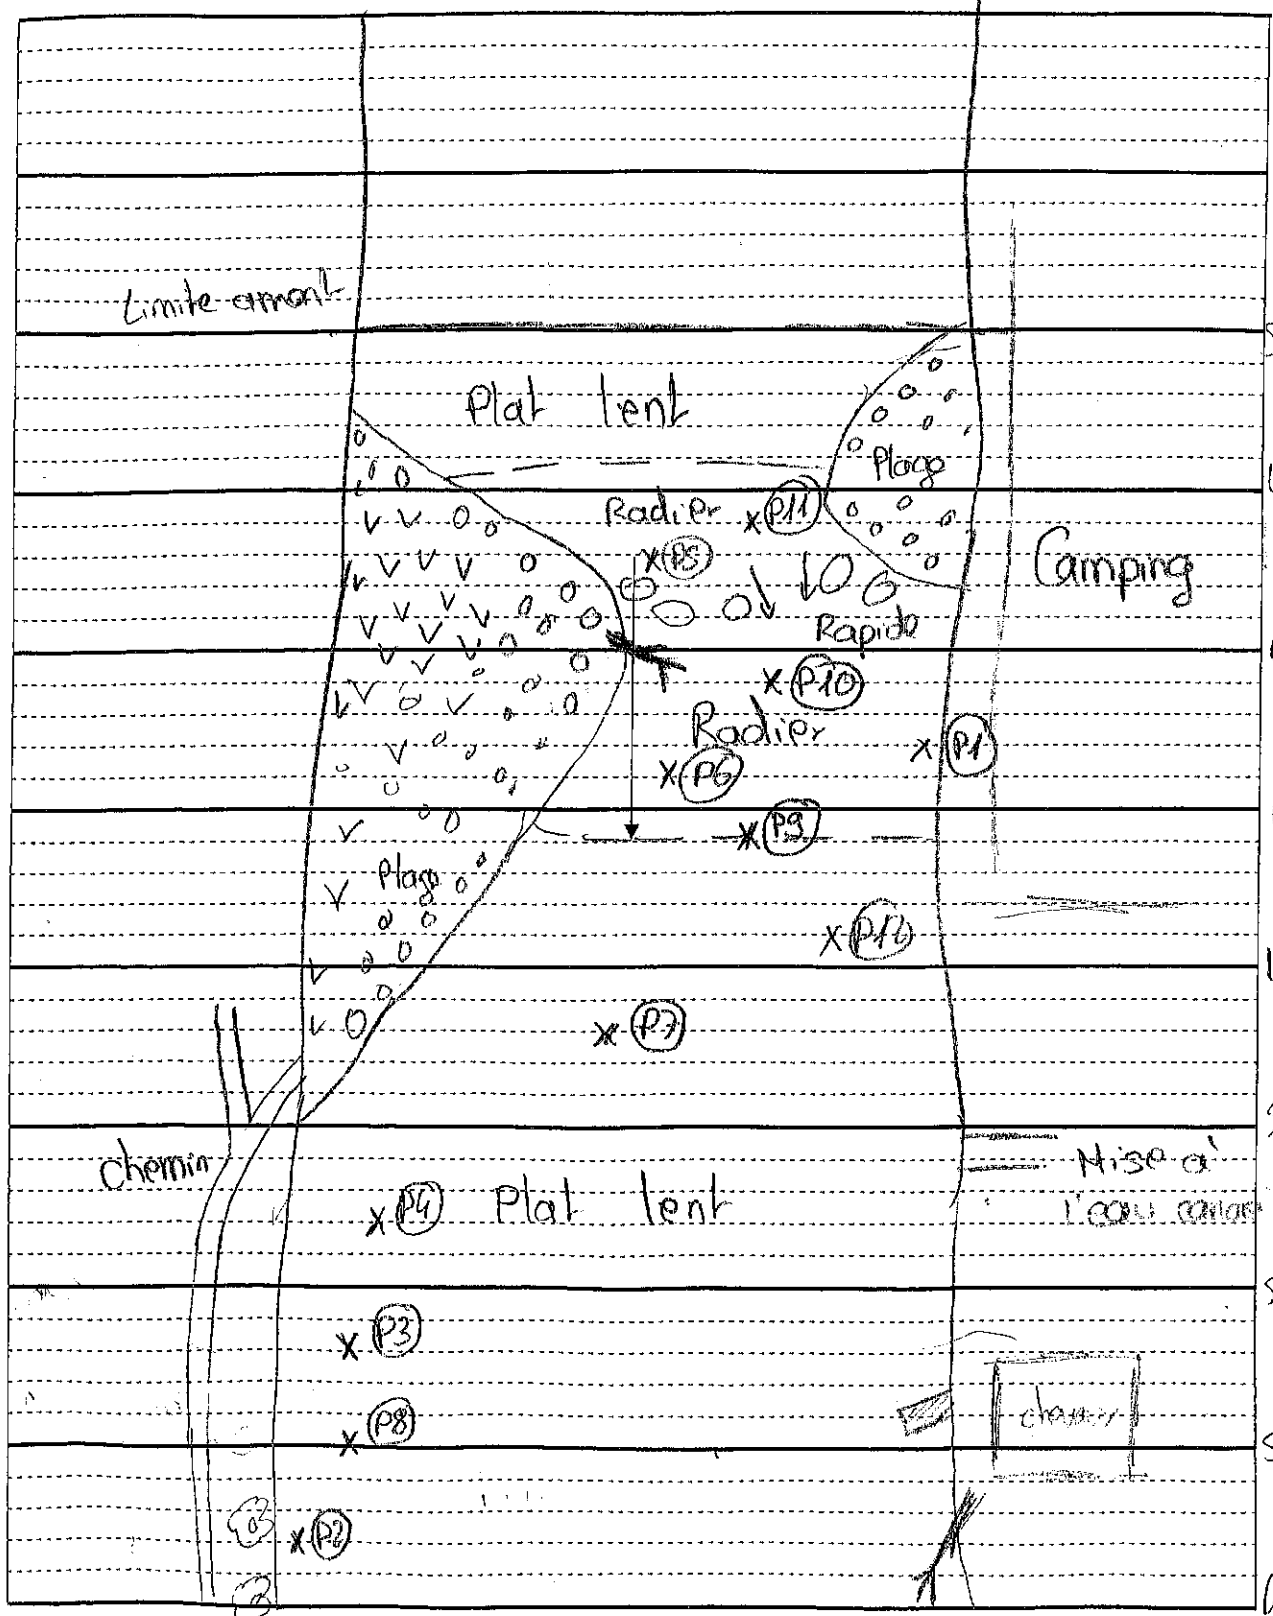 Limite amont
Plat lent
Plage
Radier
P11
P5
Camping
Rapide
P10
Radier
P1
P6
P9
Plage
P12
P7
Mise à
chemin
l'eau
P4
Plat lent
P3
P8
P2